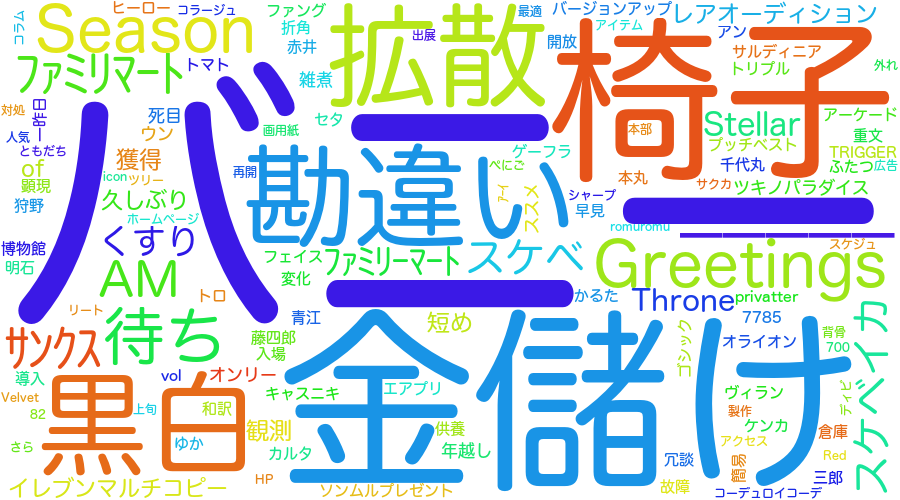 コラム
ヒーロー
コラージュ
ファング
最適
バージョンアップ
レアオーディション
Season
折角
拡散
出展
アイテム
椅子
アン
赤井
開放
サルディニア
ファミリマート
トマト
雑煮
トリプル
外れ
対処
一昨日
死目
セタ
Stellar
アーケード
人気
ウン
画用紙
本部
プッチベスト
重文
ともだち
獲得
再開
勘違い
ゲーフラ
千代丸
TRIGGER
of
icon
ツリー
べにご
本丸
ふたつ
広告
顕現
久しぶり
アイ
ススメ
シャープ
サクカ
ツキノパラダイス
狩野
ホームページ
早見
romuromu
バーー
くすり
博物館
フェイス
ファミリーマート
スケベ
Greetings
スケジュ
明石
AM
変化
トロ
かるた
Throne
privatter
リート
待ち
青江
短め
7785
スケベイカ
サンクス
藤四郎
入場
金儲け
ゴシック
オライオン
背骨
700
導入
vol
オンリー
Velvet
82
黒白
上旬
和訳
キャスニキ
エアプリ
ヴィラン
ディビ
さら
ゆか
観測
供養
製作
ケンカ
倉庫
カルタ
年越し
アクセス
Red
HP
冗談
簡易
三郎
イレブンマルチコピー
ソンムルプレゼント
故障
コーデュロイコーデ